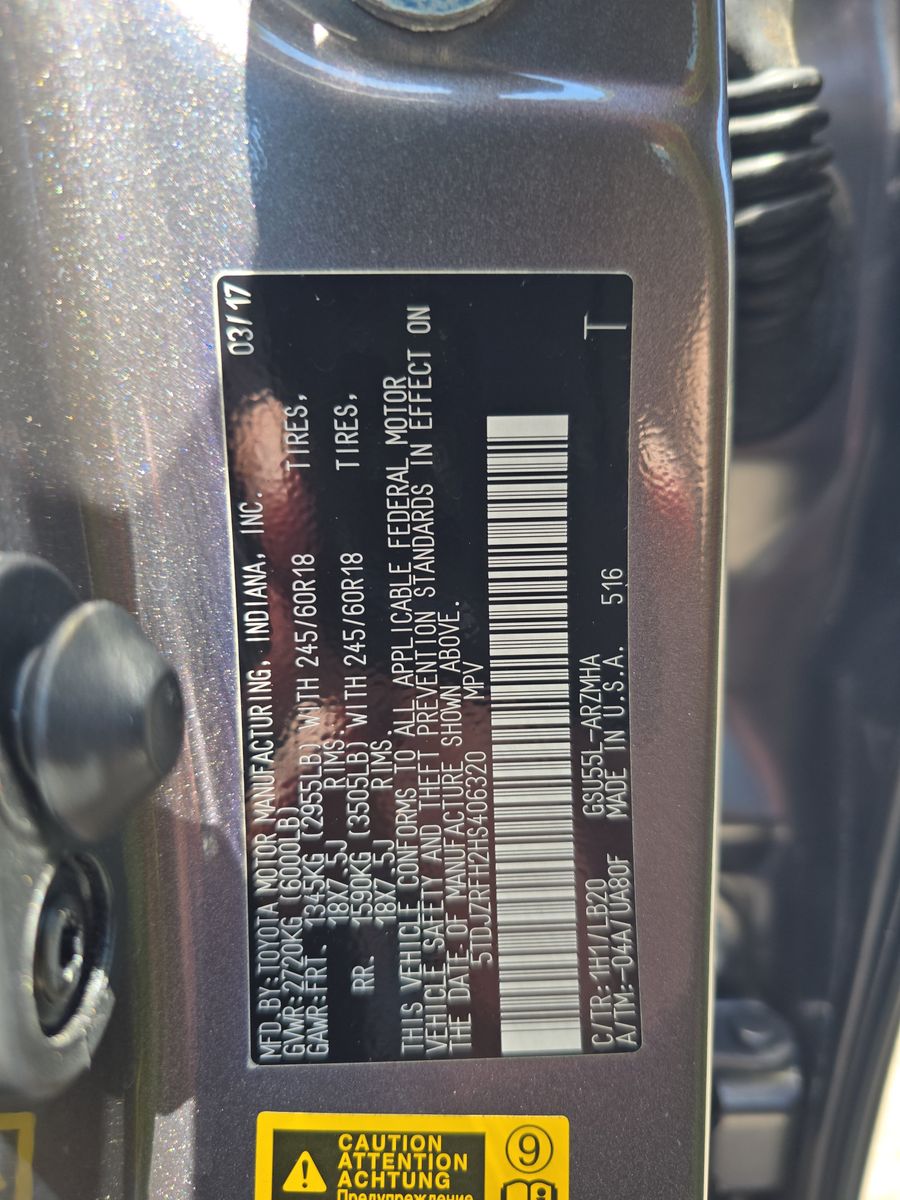 MFD.BY:TOYOTA MOTOR MANUFACTURING, INDIANA, INC. 03/17
GVWR:2720KG (6000LB)
GAWR:FRT. 1345KG (2955LB) WITH 245/60R18 TIRES,
18X7.5J RIMS.
RR. 1590KG (3505LB) WITH 245/60R18 TIRES,
18X7.5J RIMS.
THIS VEHICLE CONFORMS TO ALL APPLICABLE FEDERAL MOTOR
VEHICLE SAFETY AND THEFT PREVENTION STANDARDS IN EFFECT ON
THE DATE OF MANUFACTURE SHOWN ABOVE.
5TDJZRFH2HS406320 MPV
C/TR:1H1/LB20 GSU55L-ARZMHA
A/TM:-04A/UA80F MADE IN U.S.A. 516 T
CAUTION
ATTENTION
ACHTUNG
Предупреждение
9